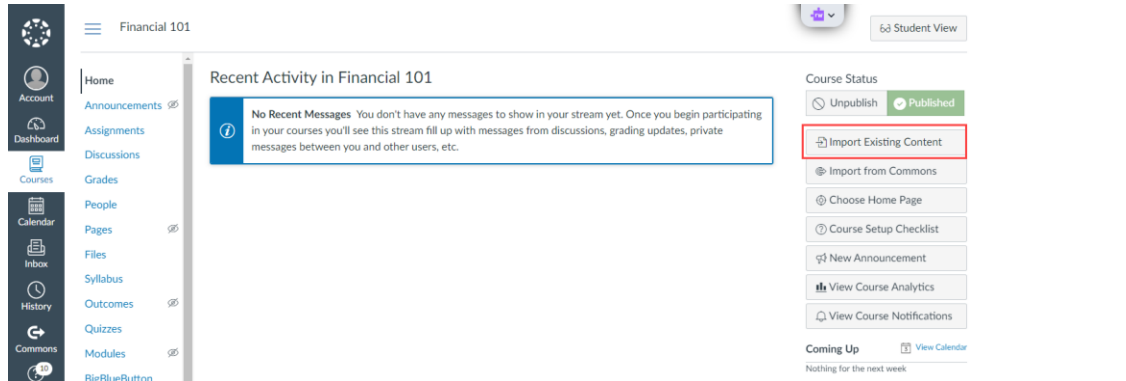 Financial 101
Student View
Account
Dashboard
Courses
Calendar
Inbox
History
Commons
10
Home
Announcements
Assignments
Discussions
Grades
People
Pages
Files
Syllabus
Outcomes
Quizzes
Modules
BigBlueButton
Recent Activity in Financial 101
No Recent Messages You don't have any messages to show in your stream yet. Once you begin participating
in your courses you'll see this stream fill up with messages from discussions, grading updates, private
messages between you and other users, etc.
Course Status
Unpublish
Published
Import Existing Content
Import from Commons
Choose Home Page
Course Setup Checklist
New Announcement
View Course Analytics
View Course Notifications
Coming Up
View Calendar
Nothing for the next week